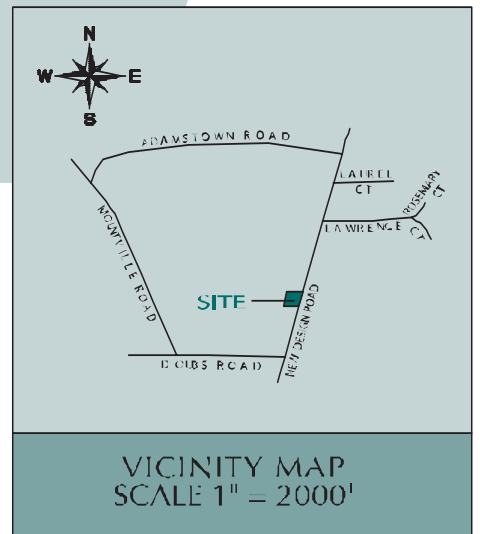 N
W E
S
ADAMSTOWN ROAD
LAUREL
CT
ROSEMARY
CT
LAWRENCE
MOUNTVILLE ROAD
SITE
NEW DESIGN ROAD
DOUBS ROAD
VICINITY MAP
SCALE 1" = 2000'